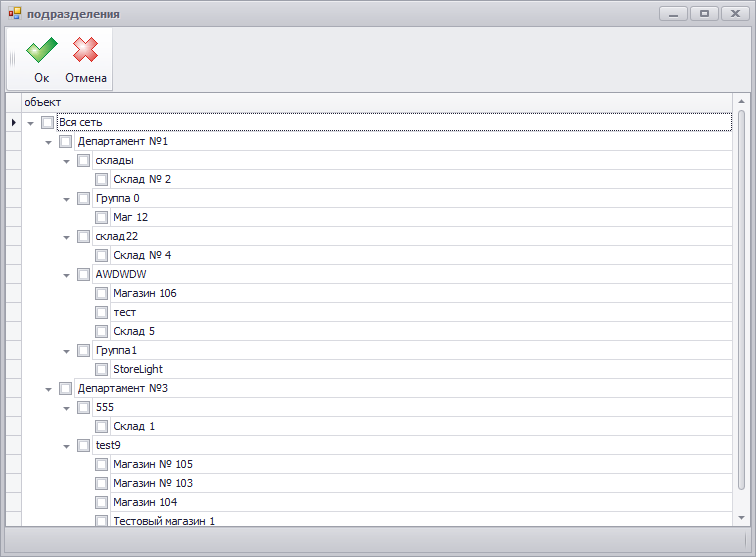 подразделения
Ок Отмена
объект
Вся сеть
Департамент №1
склады
Склад № 2
Группа 0
Маг 12
склад22
Склад № 4
AWDWDW
Магазин 106
тест
Склад 5
Группа1
StoreLight
Департамент №3
555
Склад 1
test9
Магазин № 105
Магазин № 103
Магазин 104
Тестовый магазин 1